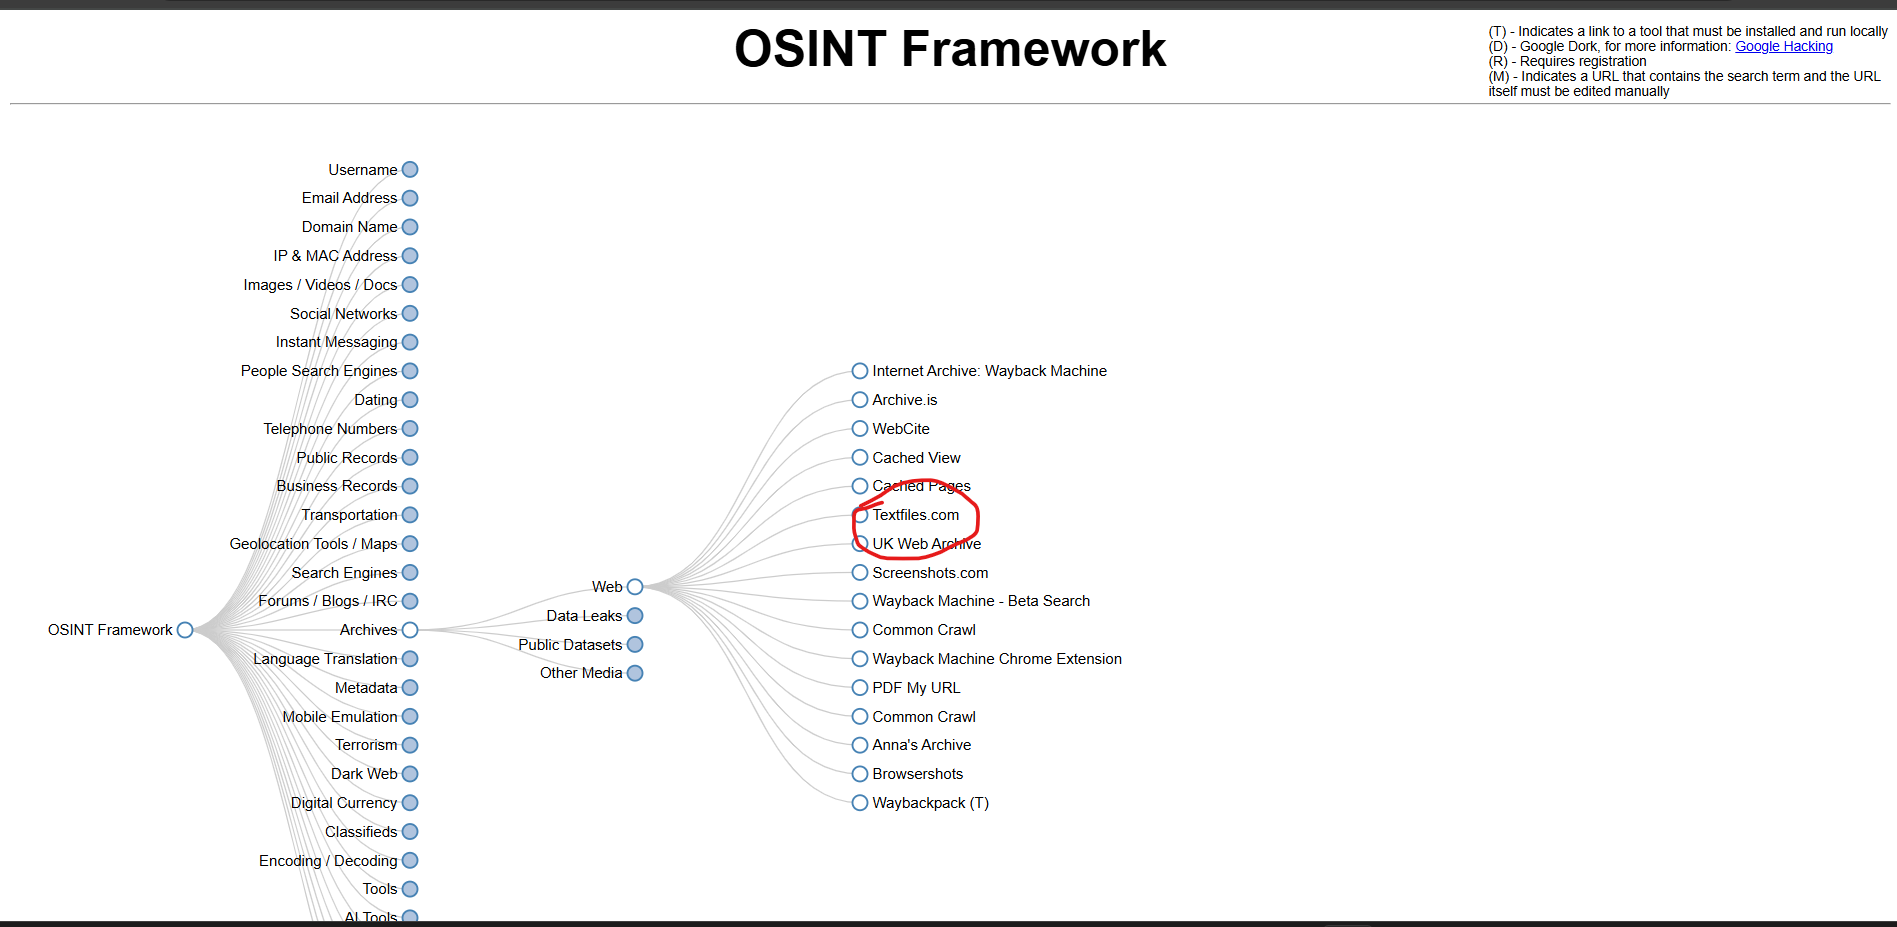 OSINT Framework
(T) - Indicates a link to a tool that must be installed and run locally
(D) - Google Dork, for more information: Google Hacking
(R) - Requires registration
(M) - Indicates a URL that contains the search term and the URL
itself must be edited manually
OSINT Framework
Username
Email Address
Domain Name
IP & MAC Address
Images / Videos / Docs
Social Networks
Instant Messaging
People Search Engines
Dating
Telephone Numbers
Public Records
Business Records
Transportation
Geolocation Tools / Maps
Search Engines
Forums / Blogs / IRC
Archives
Language Translation
Metadata
Mobile Emulation
Terrorism
Dark Web
Digital Currency
Classifieds
Encoding / Decoding
Tools
AI Tools
Web
Data Leaks
Public Datasets
Other Media
Internet Archive: Wayback Machine
Archive.is
WebCite
Cached View
Cached Pages
Textfiles.com
UK Web Archive
Screenshots.com
Wayback Machine - Beta Search
Common Crawl
Wayback Machine Chrome Extension
PDF My URL
Common Crawl
Anna's Archive
Browsershots
Waybackpack (T)